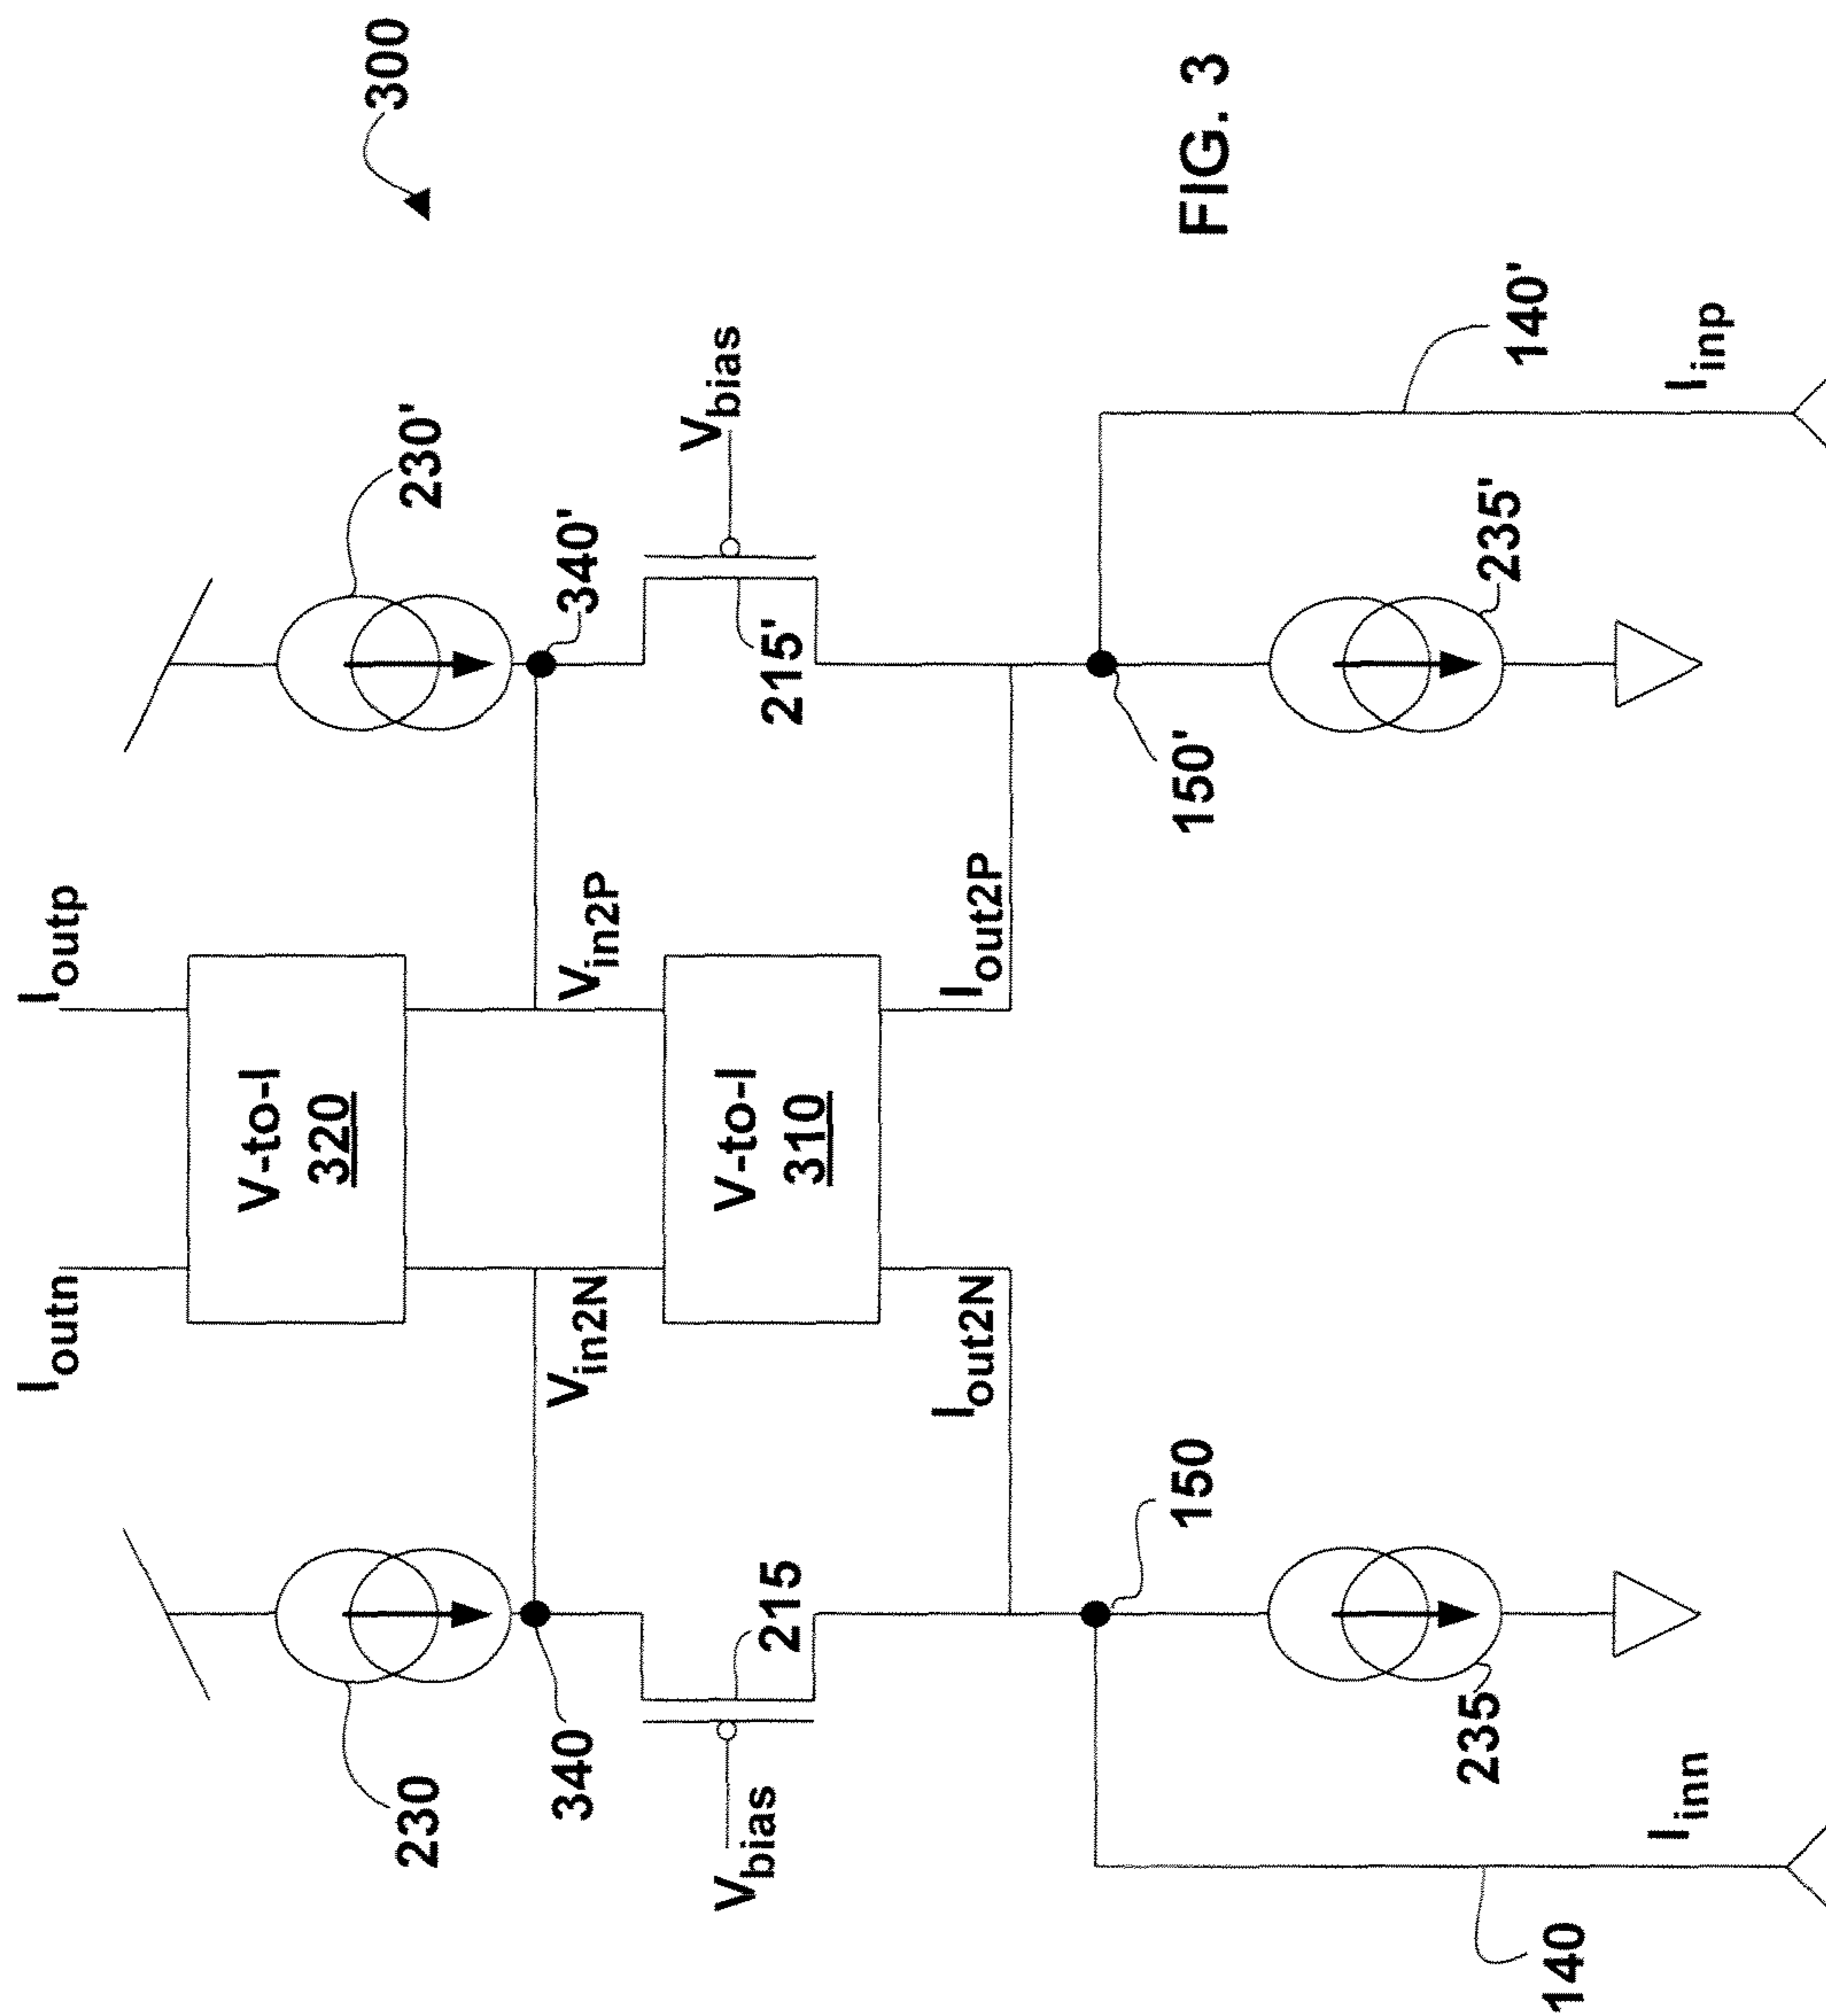 300
I_outn
I_outp
V-to-I
320
230
230'
340
340'
V_in2N
V_in2P
V-to-I
310
V_bias
V_bias
215
215'
I_out2N
I_out2P
150
150'
FIG. 3
235
235'
140
140'
I_inn
I_inp